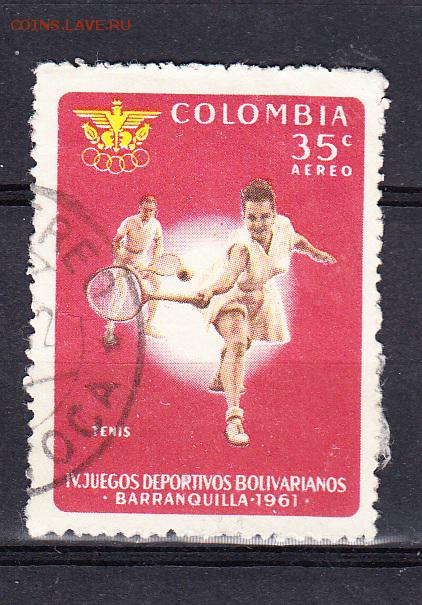 COINS.LAVE.RU
COLOMBIA
35c
AEREO
TENIS
IV. JUEGOS DEPORTIVOS BOLIVARIANOS
· BARRANQUILLA · 1961 ·